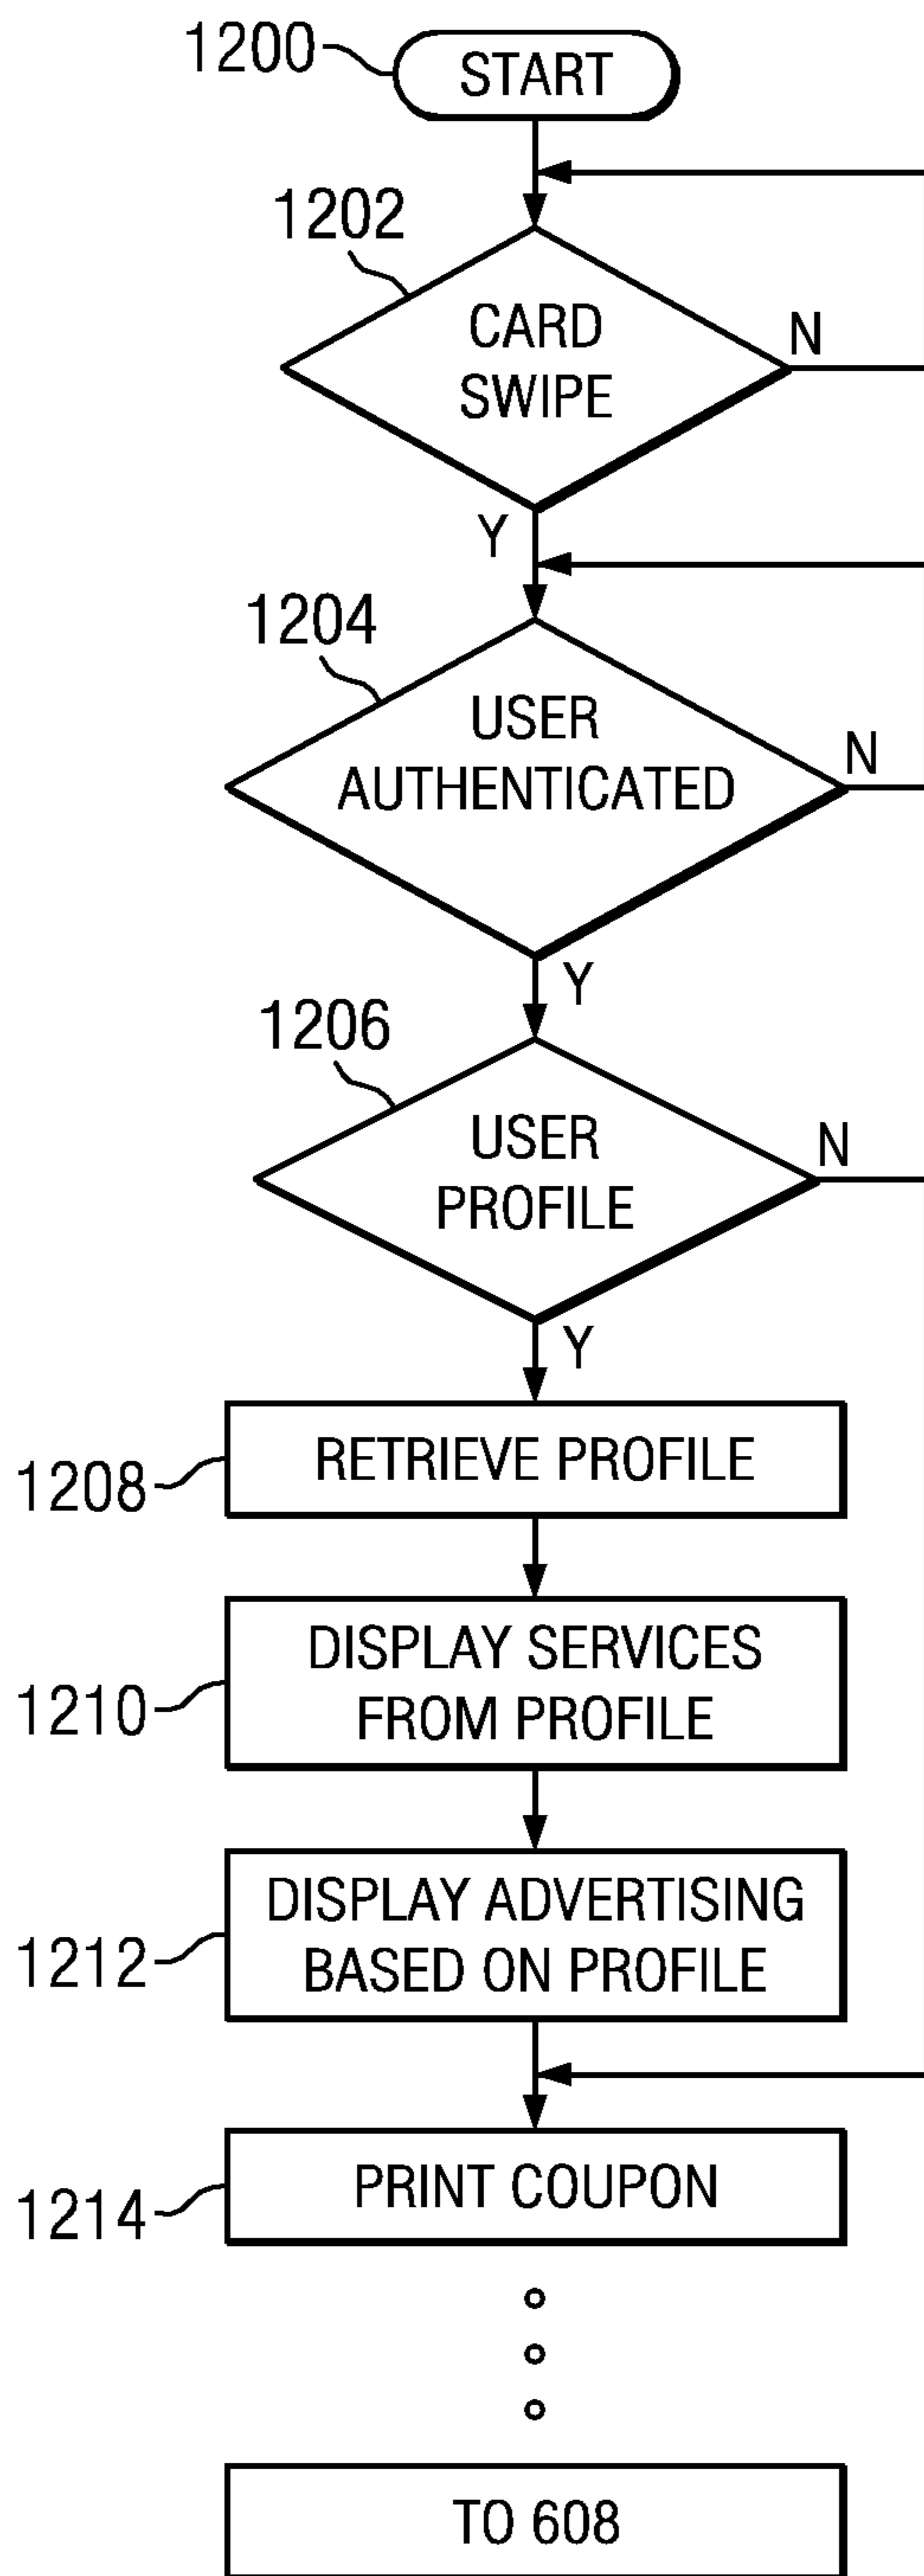 1200
START
1202
CARD
SWIPE
N
Y
1204
USER
AUTHENTICATED
N
Y
1206
USER
PROFILE
N
Y
1208
RETRIEVE PROFILE
1210
DISPLAY SERVICES
FROM PROFILE
1212
DISPLAY ADVERTISING
BASED ON PROFILE
1214
PRINT COUPON
TO 608